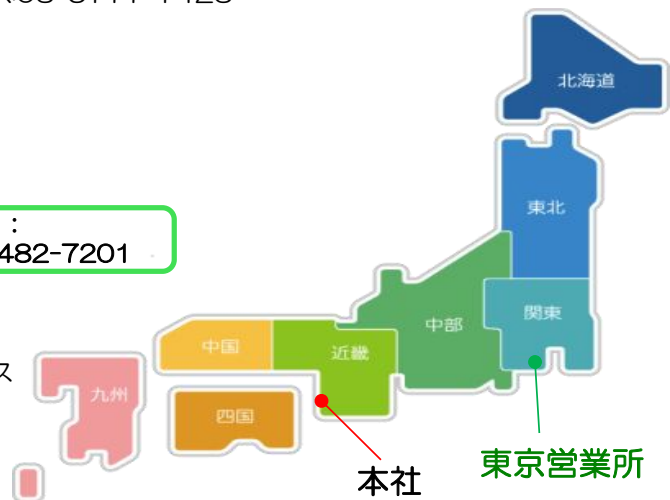 北海道
東北
：
482-7201
中部
関東
中国
近畿
ス
九州
四国
本社
東京営業所